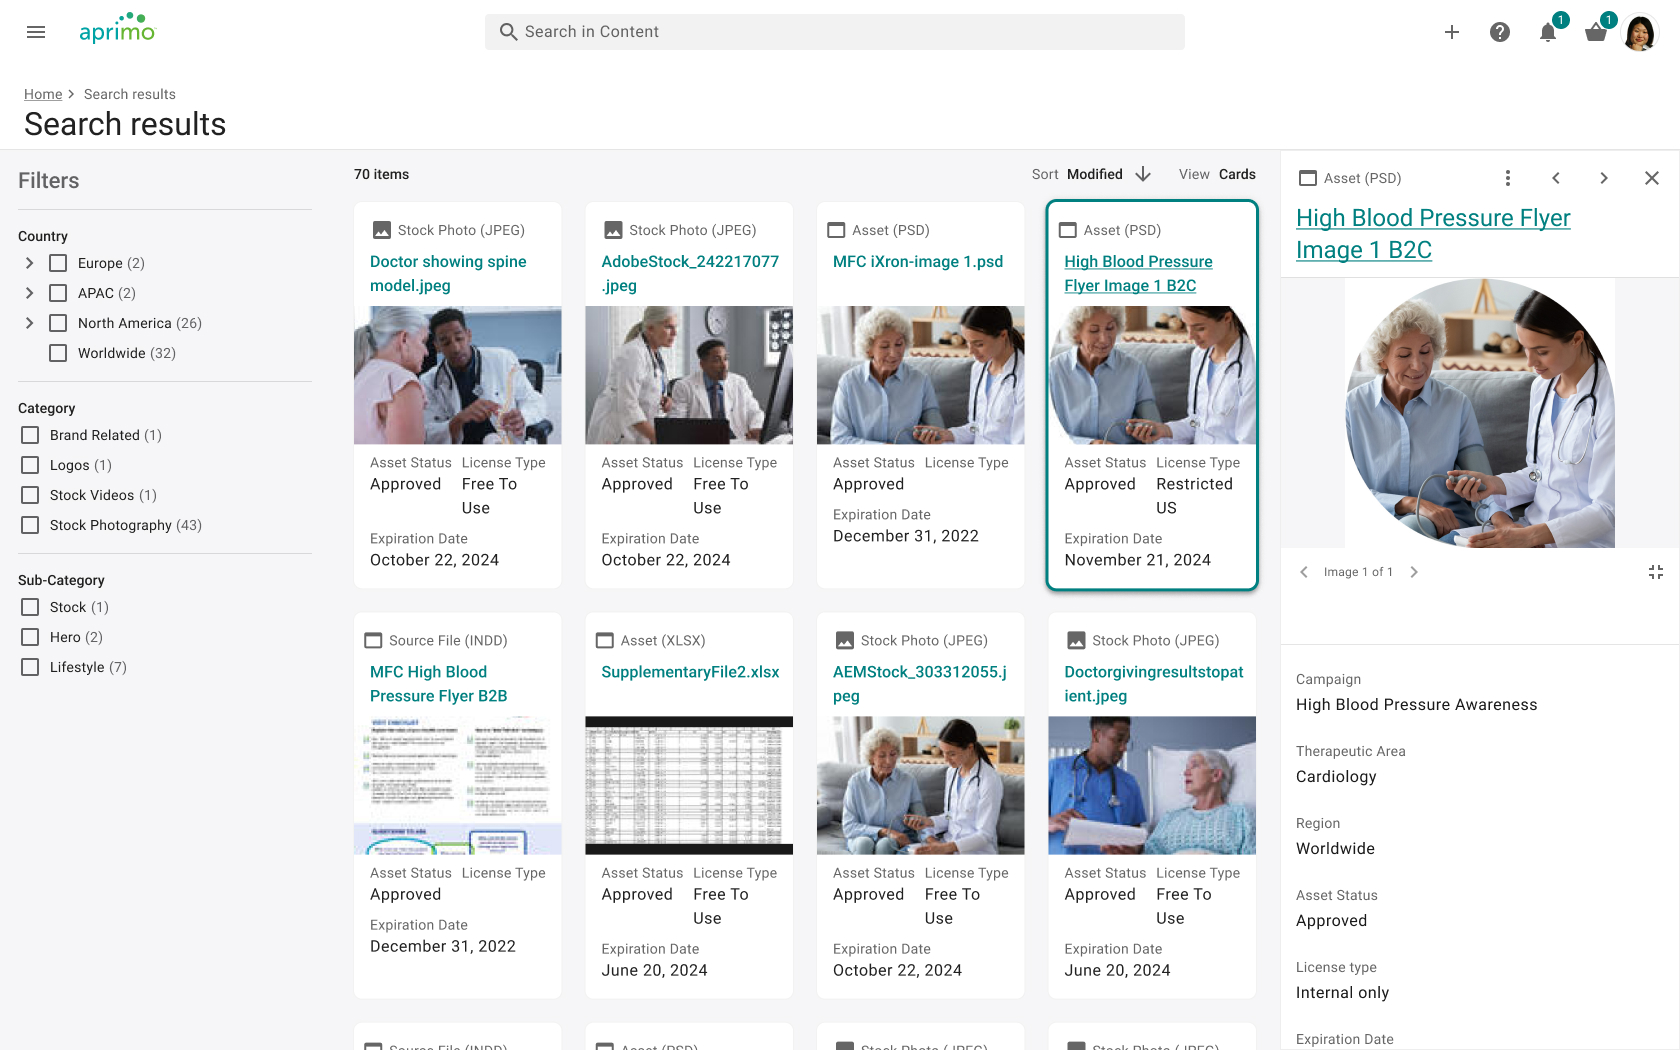 aprimo
Search in Content
1
1
Home
Search results
Search results
Filters
Country
Europe (2)
APAC (2)
North America (26)
Worldwide (32)
Category
Brand Related (1)
Logos (1)
Stock Videos (1)
Stock Photography (43)
Sub-Category
Stock (1)
Hero (2)
Lifestyle (7)
70 items
Sort Modified
View Cards
Stock Photo (JPEG)
Doctor showing spine
model.jpeg
Asset Status License Type
Approved Free To
Use
Expiration Date
October 22, 2024
Stock Photo (JPEG)
AdobeStock_242217077
.jpeg
Asset Status License Type
Approved Free To
Use
Expiration Date
October 22, 2024
Asset (PSD)
MFC iXron-image 1.psd
Asset Status License Type
Approved
Expiration Date
December 31, 2022
Asset (PSD)
High Blood Pressure
Flyer Image 1 B2C
Asset Status License Type
Approved Restricted
US
Expiration Date
November 21, 2024
Source File (INDD)
MFC High Blood
Pressure Flyer B2B
Asset Status License Type
Approved
Expiration Date
December 31, 2022
Asset (XLSX)
SupplementaryFile2.xlsx
Asset Status License Type
Approved Free To
Use
Expiration Date
June 20, 2024
Stock Photo (JPEG)
AEMStock_303312055.j
peg
Asset Status License Type
Approved Free To
Use
Expiration Date
October 22, 2024
Stock Photo (JPEG)
Doctorgivingresultstopat
ient.jpeg
Asset Status License Type
Approved Free To
Use
Expiration Date
June 20, 2024
Source File (INDD)
Asset (PSD)
Stock Photo (JPEG)
Stock Photo (JPEG)
Asset (PSD)
High Blood Pressure Flyer
Image 1 B2C
Image 1 of 1
Campaign
High Blood Pressure Awareness
Therapeutic Area
Cardiology
Region
Worldwide
Asset Status
Approved
License type
Internal only
Expiration Date